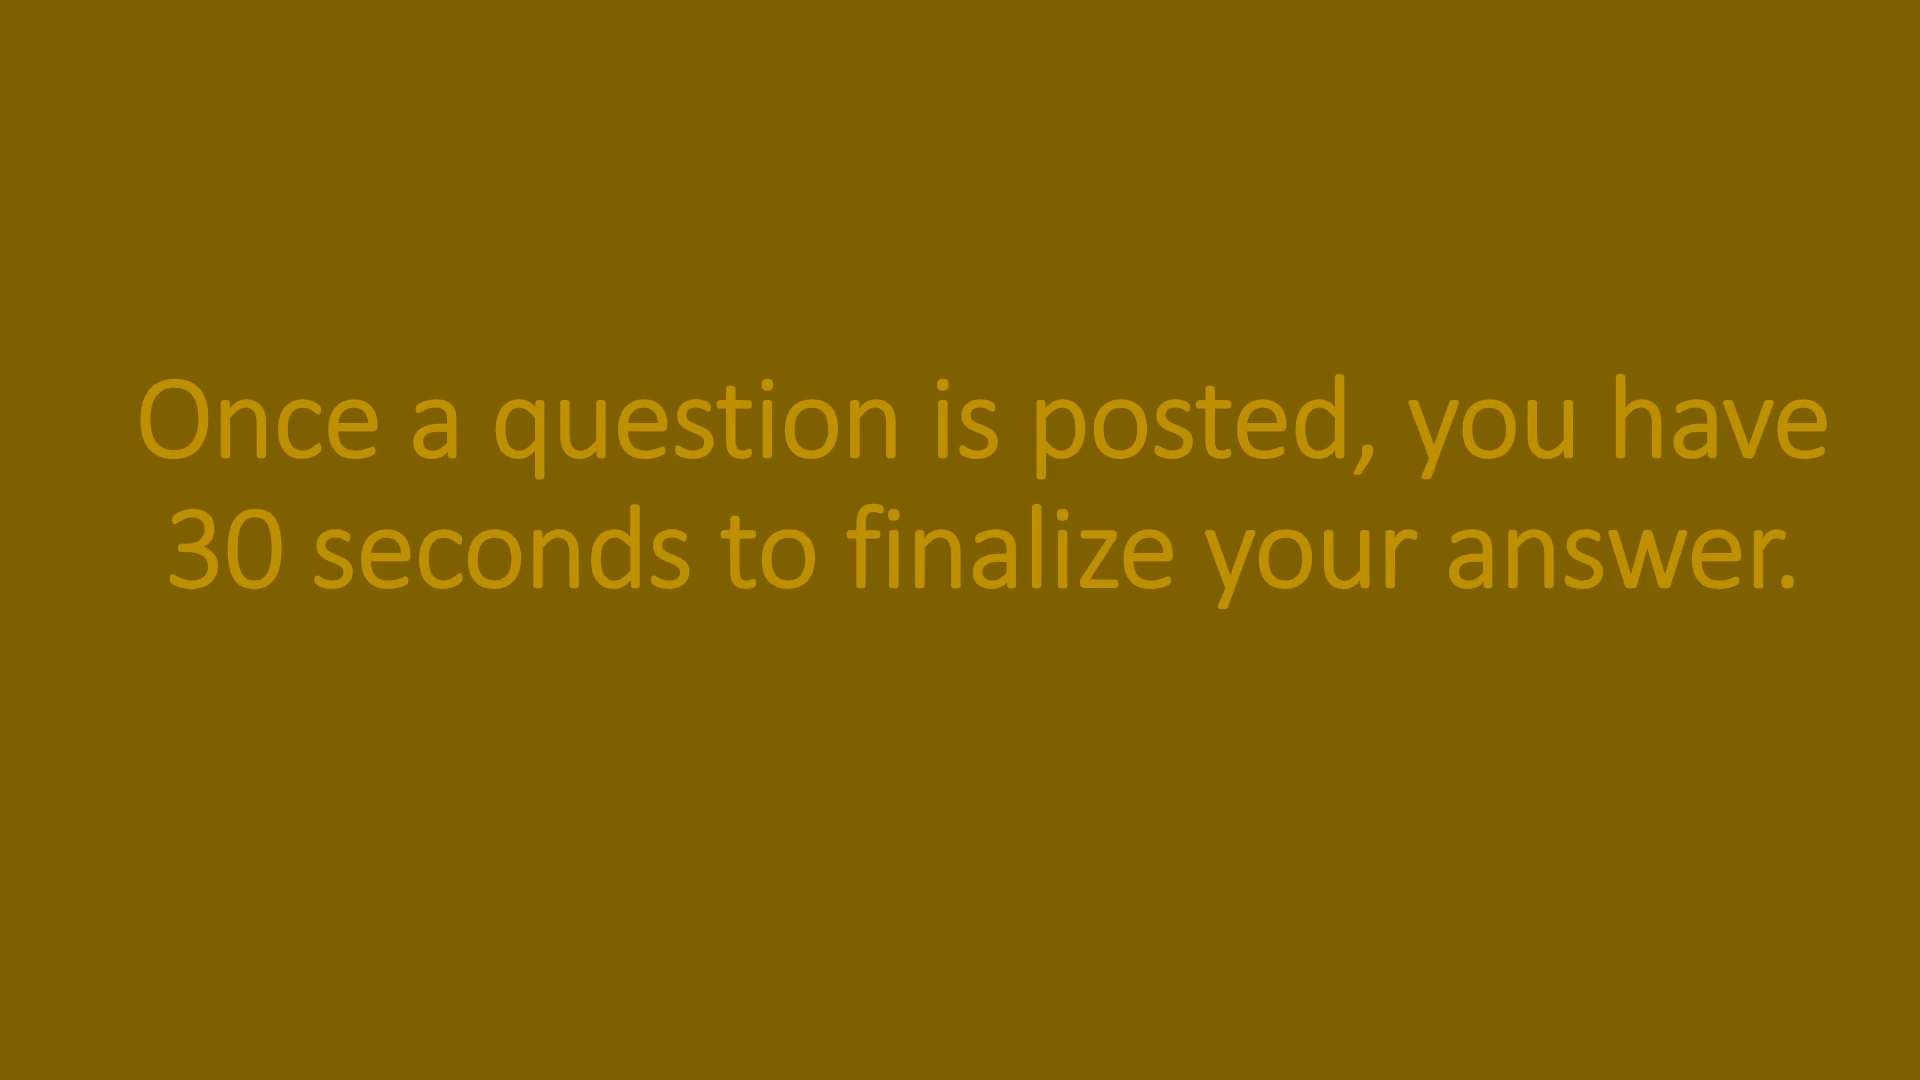 Once a question is posted, you have
30 seconds to finalize your answer.